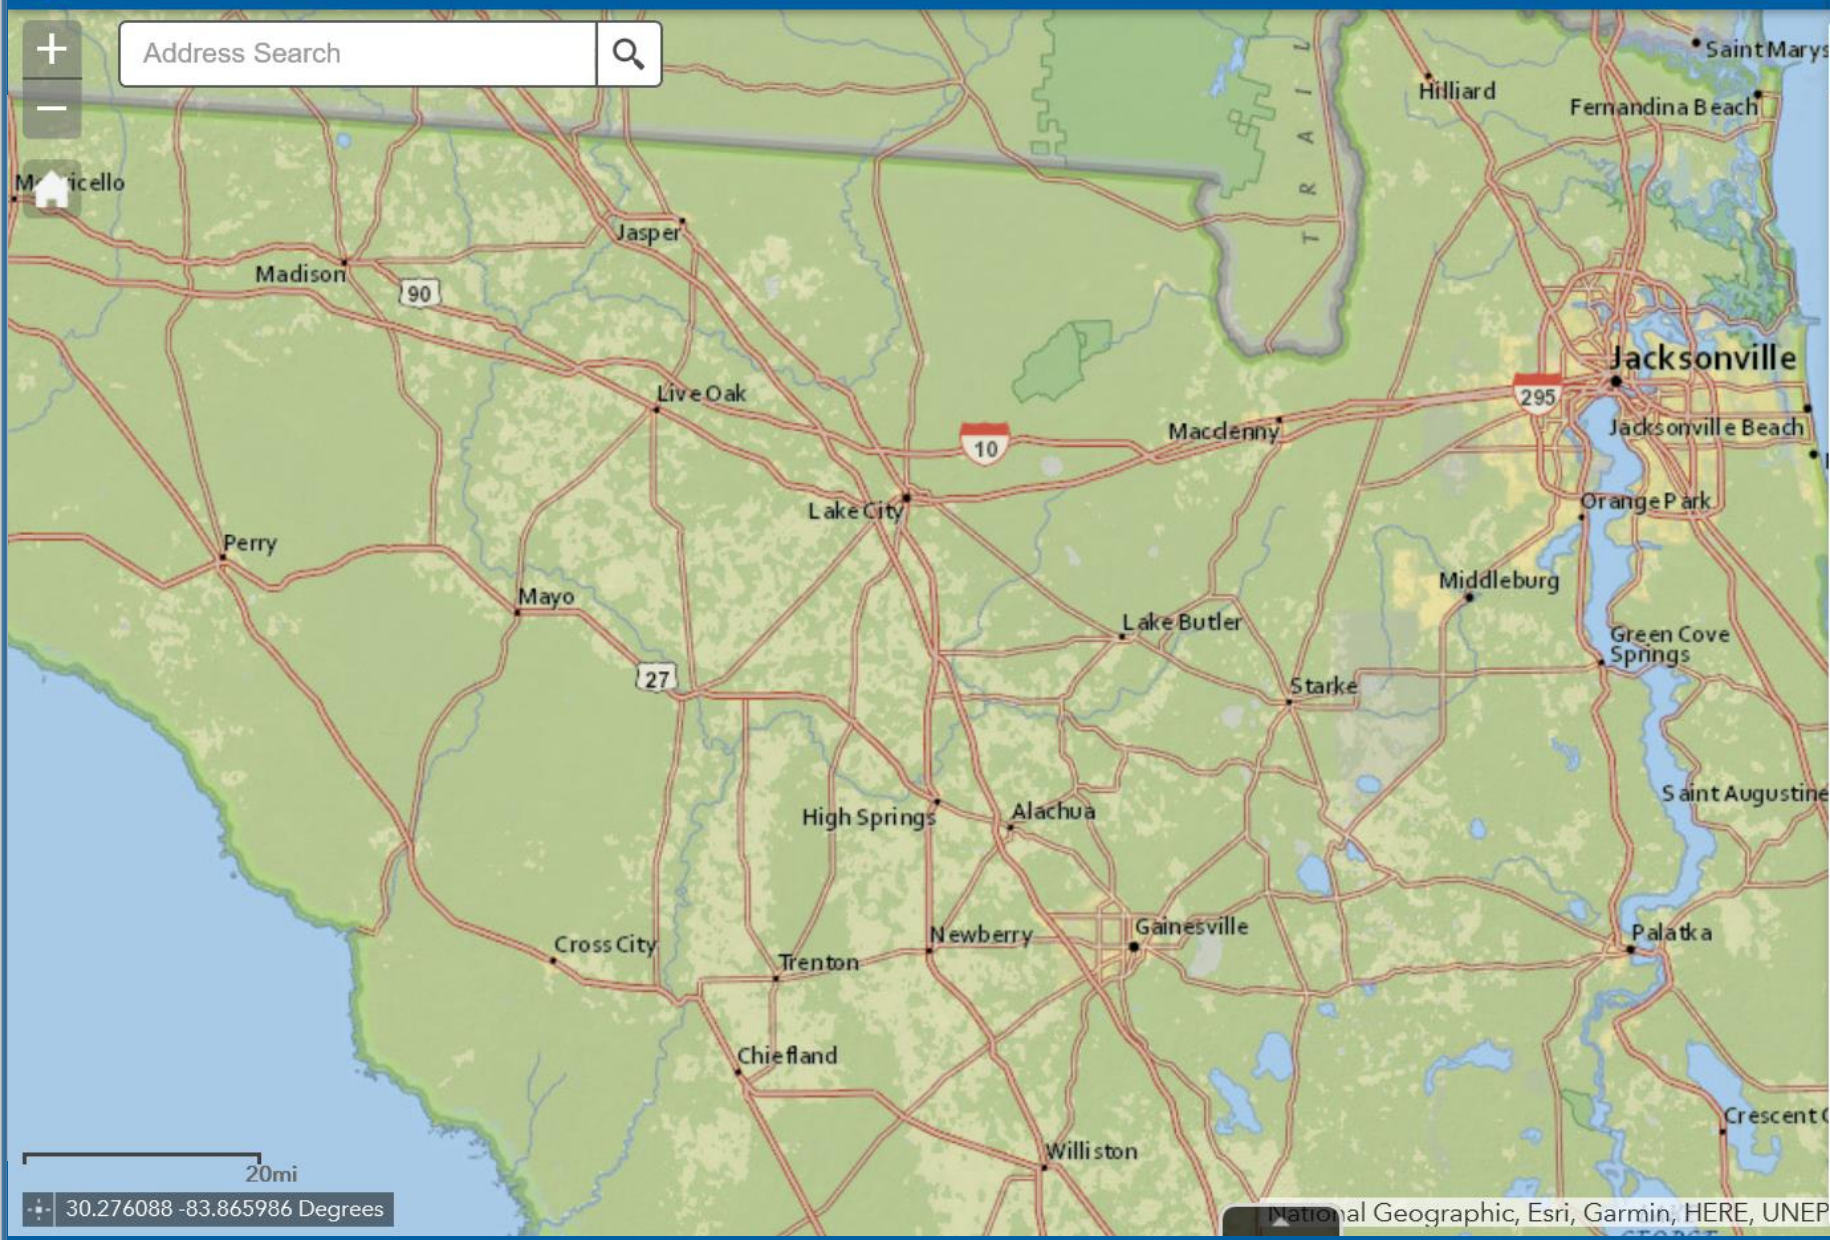 Address Search
Saint Marys
Hilliard
Fernandina Beach
TRAIL
Jasper
Madison
90
Jacksonville
Live Oak
295
Jacksonville Beach
10
Macclenny
Lake City
Orange Park
Perry
Middleburg
Mayo
Lake Butler
Green Cove
Springs
27
Starke
Saint Augustine
High Springs
Alachua
Gainesville
Cross City
Newberry
Palatka
Trenton
Chiefland
Crescent
Williston
20mi
30.276088 -83.865986 Degrees
National Geographic, Esri, Garmin, HERE, UNEP